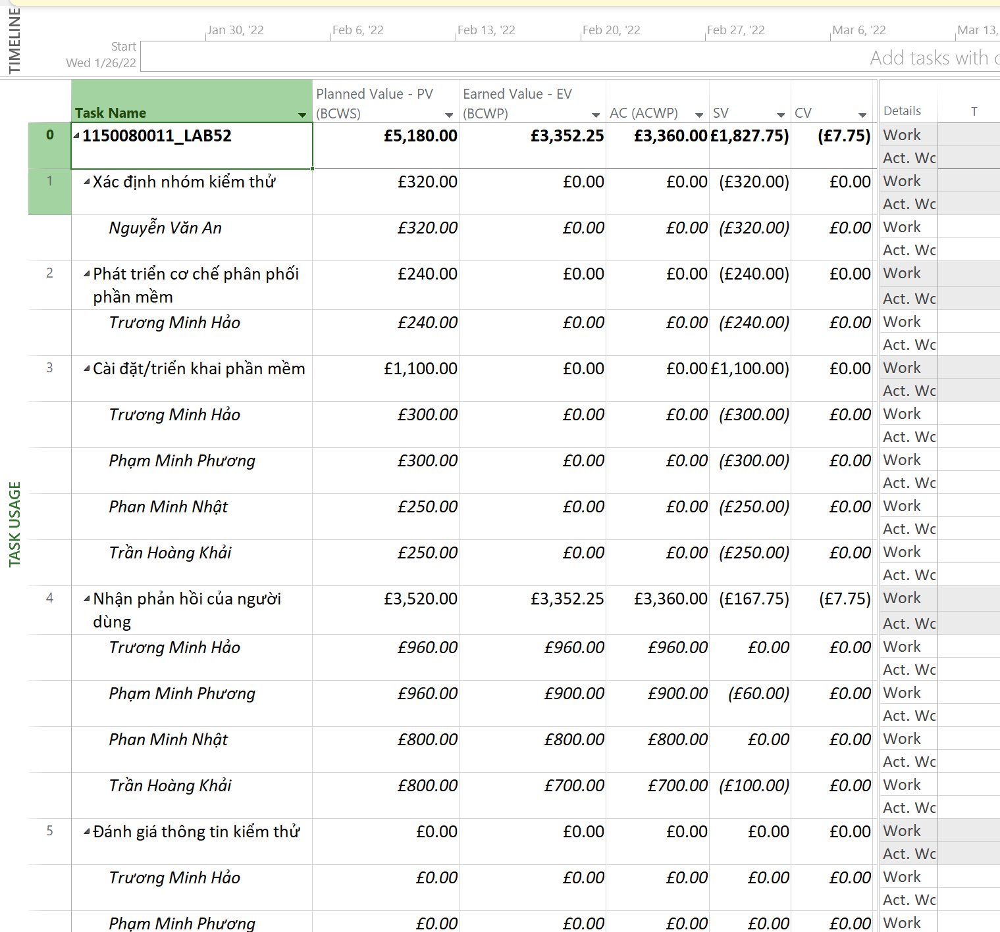 TIMELINE
Jan 30, '22 Feb 6, '22 Feb 13, '22 Feb 20, '22 Feb 27, '22 Mar 6, '22 Mar 13,
Start
Wed 1/26/22
Add tasks with
TASK USAGE
Task Name Planned Value - PV (BCWS) Earned Value - EV (BCWP) AC (ACWP) SV CV Details T
0 1150080011_LAB52 £5,180.00 £3,352.25 £3,360.00 £1,827.75) (£7.75) Work
Act. Wo
1 Xác định nhóm kiểm thử £320.00 £0.00 £0.00 (£320.00) £0.00 Work
Act. Wo
Nguyễn Văn An £320.00 £0.00 £0.00 (£320.00) £0.00 Work
Act. Wo
2 Phát triển cơ chế phân phối £240.00 £0.00 £0.00 (£240.00) £0.00 Work
phần mềm Act. Wo
Trương Minh Hảo £240.00 £0.00 £0.00 (£240.00) £0.00 Work
Act. Wo
3 Cài đặt/triển khai phần mềm £1,100.00 £0.00 £0.00 £1,100.00) £0.00 Work
Act. Wo
Trương Minh Hảo £300.00 £0.00 £0.00 (£300.00) £0.00 Work
Act. Wo
Phạm Minh Phương £300.00 £0.00 £0.00 (£300.00) £0.00 Work
Act. Wo
Phan Minh Nhật £250.00 £0.00 £0.00 (£250.00) £0.00 Work
Act. Wo
Trần Hoàng Khải £250.00 £0.00 £0.00 (£250.00) £0.00 Work
Act. Wo
4 Nhận phản hồi của người £3,520.00 £3,352.25 £3,360.00 (£167.75) (£7.75) Work
dùng Act. Wo
Trương Minh Hảo £960.00 £960.00 £960.00 £0.00 £0.00 Work
Act. Wo
Phạm Minh Phương £960.00 £900.00 £900.00 (£60.00) £0.00 Work
Act. Wo
Phan Minh Nhật £800.00 £800.00 £800.00 £0.00 £0.00 Work
Act. Wo
Trần Hoàng Khải £800.00 £700.00 £700.00 (£100.00) £0.00 Work
Act. Wo
5 Đánh giá thông tin kiểm thử £0.00 £0.00 £0.00 £0.00 £0.00 Work
Act. Wo
Trương Minh Hảo £0.00 £0.00 £0.00 £0.00 £0.00 Work
Act. Wo
Phạm Minh Phương £0.00 £0.00 £0.00 £0.00 £0.00 Work